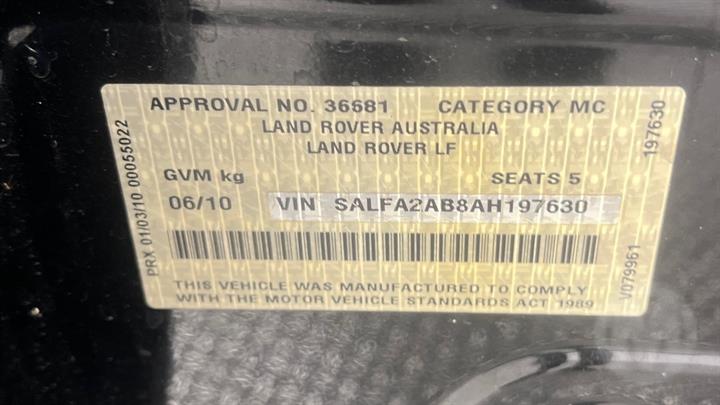 APPROVAL NO. 36581 CATEGORY MC
LAND ROVER AUSTRALIA
LAND ROVER LF
GVM kg SEATS 5
06/10 VIN SALFA2AB8AH197630
THIS VEHICLE WAS MANUFACTURED TO COMPLY
WITH THE MOTOR VEHICLE STANDARDS ACT 1989
PRX 01/03/10 00055022
197630
V079961